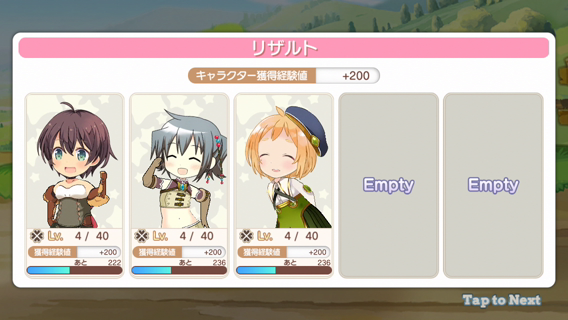 リザルト
キャラクター獲得経験値 +200
Lv. 4 / 40
獲得経験値 +200
あと 222
Lv. 4 / 40
獲得経験値 +200
あと 236
Lv. 4 / 40
獲得経験値 +200
あと 236
Empty
Empty
Tap to Next